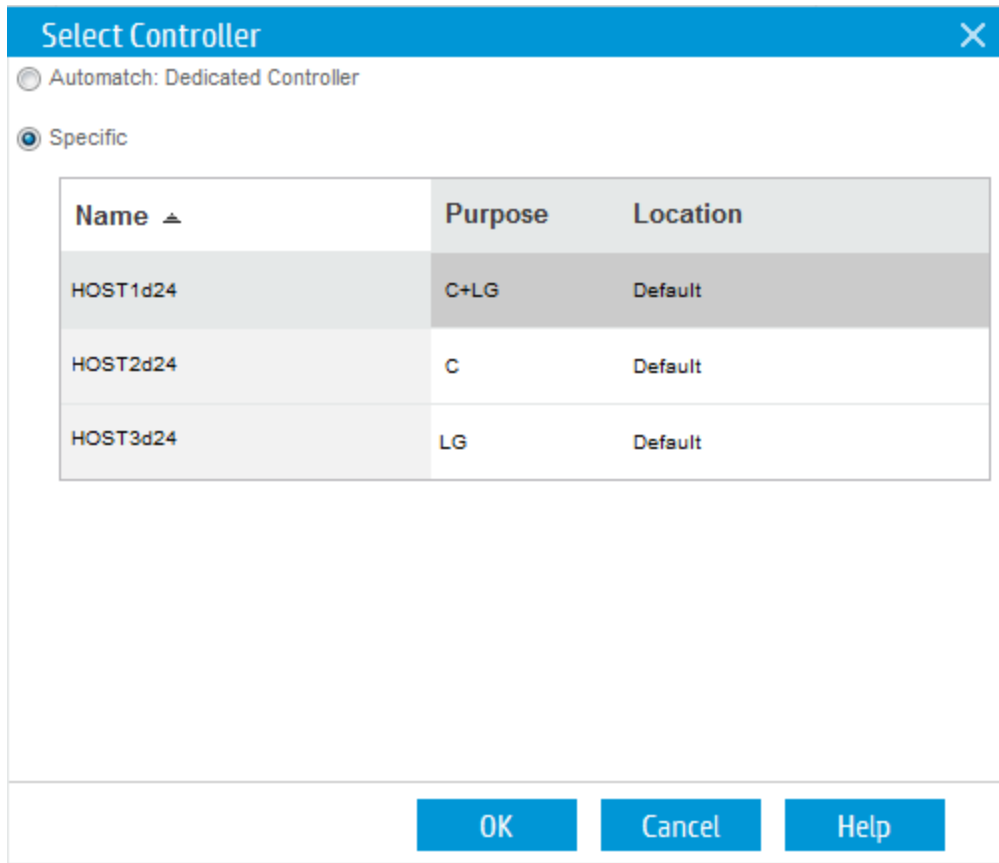 Select Controller
Automatch: Dedicated Controller
Specific
Name Purpose Location
HOST1d24 C+LG Default
HOST2d24 C Default
HOST3d24 LG Default
OK Cancel Help